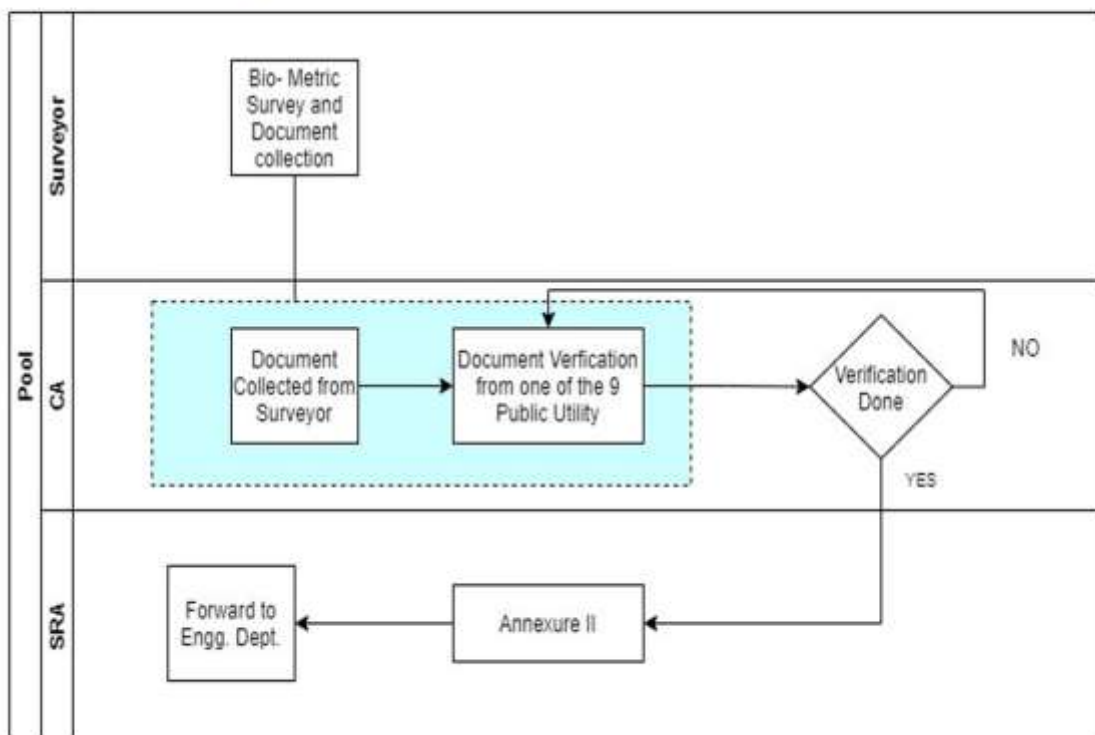 Pool
Surveyor
Bio- Metric
Survey and
Document
collection
CA
Document
Collected from
Surveyor
Document Verfication
from one of the 9
Public Utility
Verification
Done
NO
YES
SRA
Forward to
Engg. Dept.
Annexure II